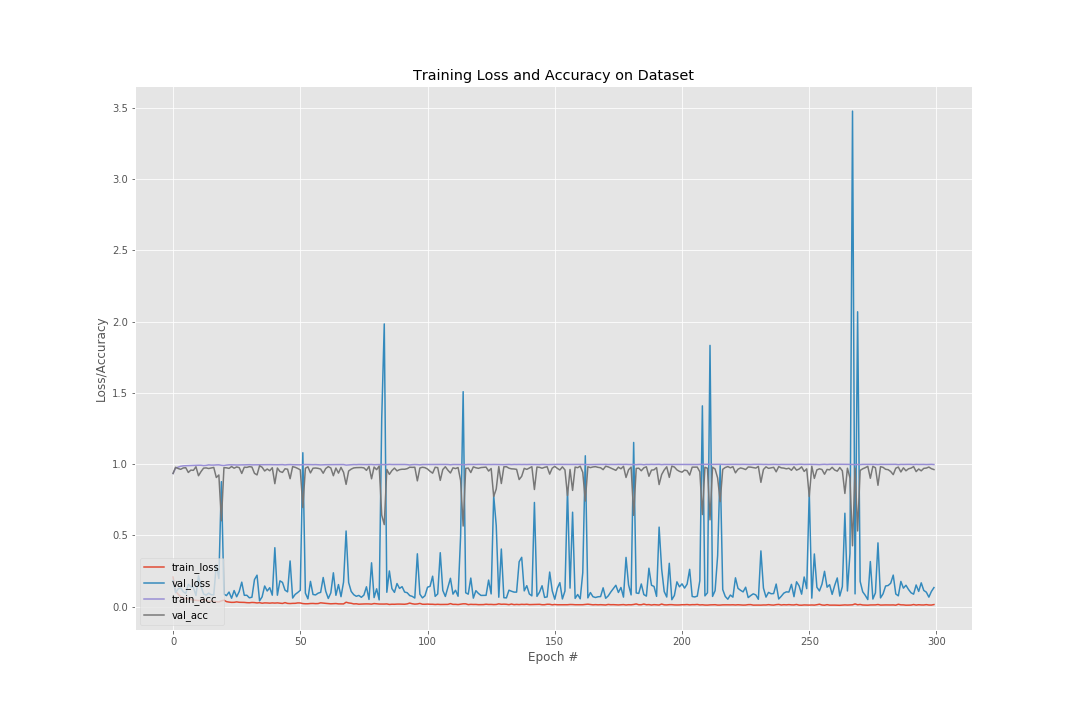 Training Loss and Accuracy on Dataset
Loss/Accuracy
3.5
3.0
2.5
2.0
1.5
1.0
0.5
0.0
train_loss
val_loss
train_acc
val_acc
0 50 100 150 200 250 300
Epoch #